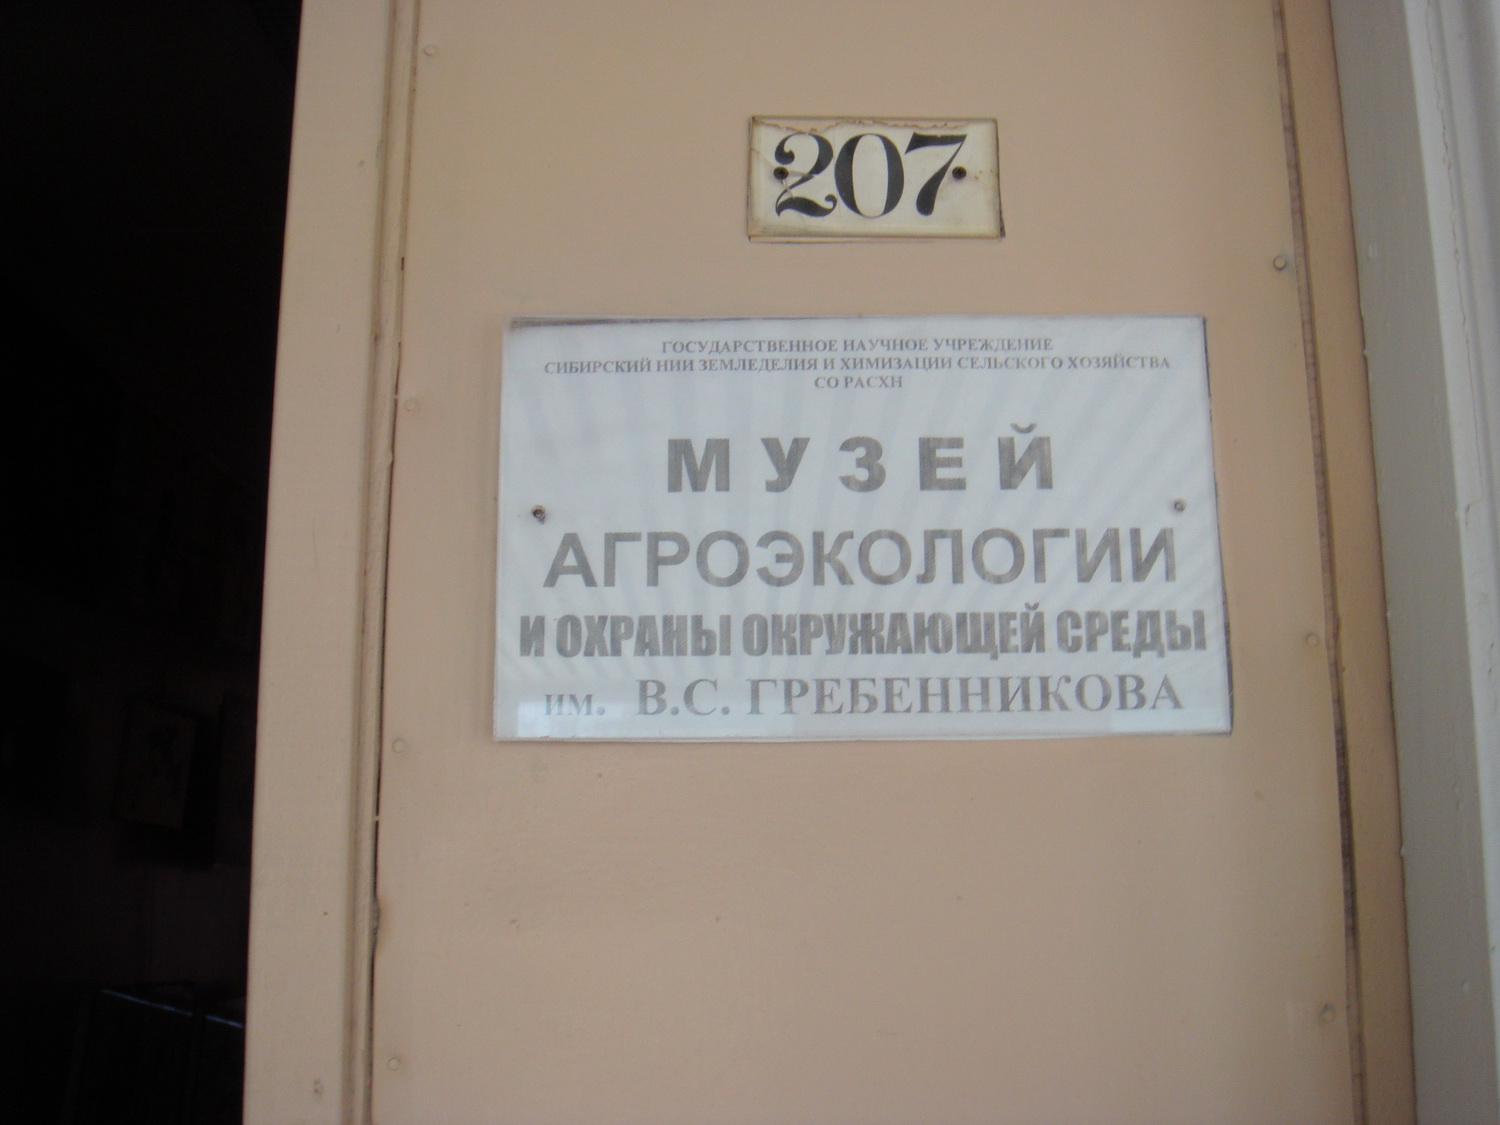 207
ГОСУДАРСТВЕННОЕ НАУЧНОЕ УЧРЕЖДЕНИЕ
СИБИРСКИЙ НИИ ЗЕМЛЕДЕЛИЯ И ХИМИЗАЦИИ СЕЛЬСКОГО ХОЗЯЙСТВА
СО РАСХН
МУЗЕЙ
АГРОЭКОЛОГИИ
И ОХРАНЫ ОКРУЖАЮЩЕЙ СРЕДЫ
им. В.С. ГРЕБЕННИКОВА